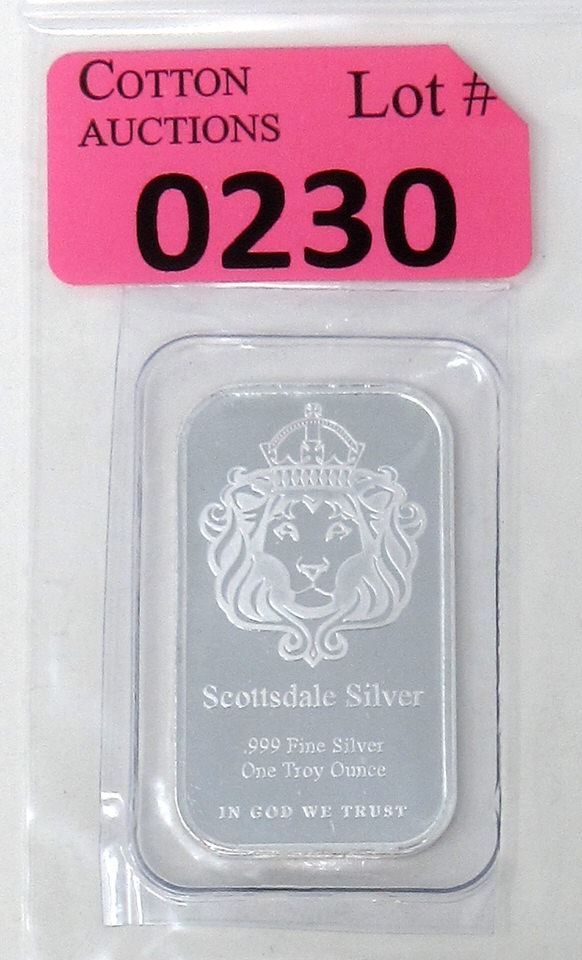 COTTON
AUCTIONS
Lot #
0230
Scottsdale Silver
.999 Fine Silver
One Troy Ounce
IN GOD WE TRUST